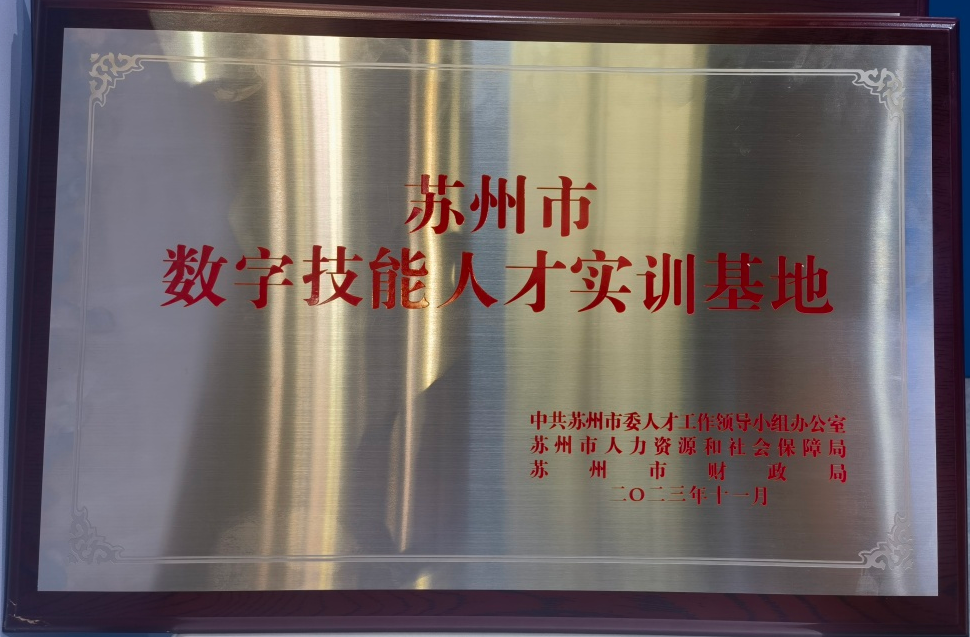 苏州市
数字技能人才实训基地
中共苏州市委人才工作领导小组办公室
苏州市人力资源和社会保障局
苏州市财政局
二〇二三年十一月